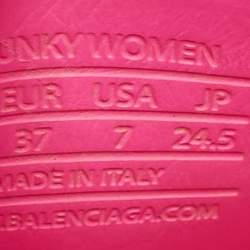 UNKY WOMEN
EUR USA JP
37 7 24.5
MADE IN ITALY
.BALENCIAGA.COM